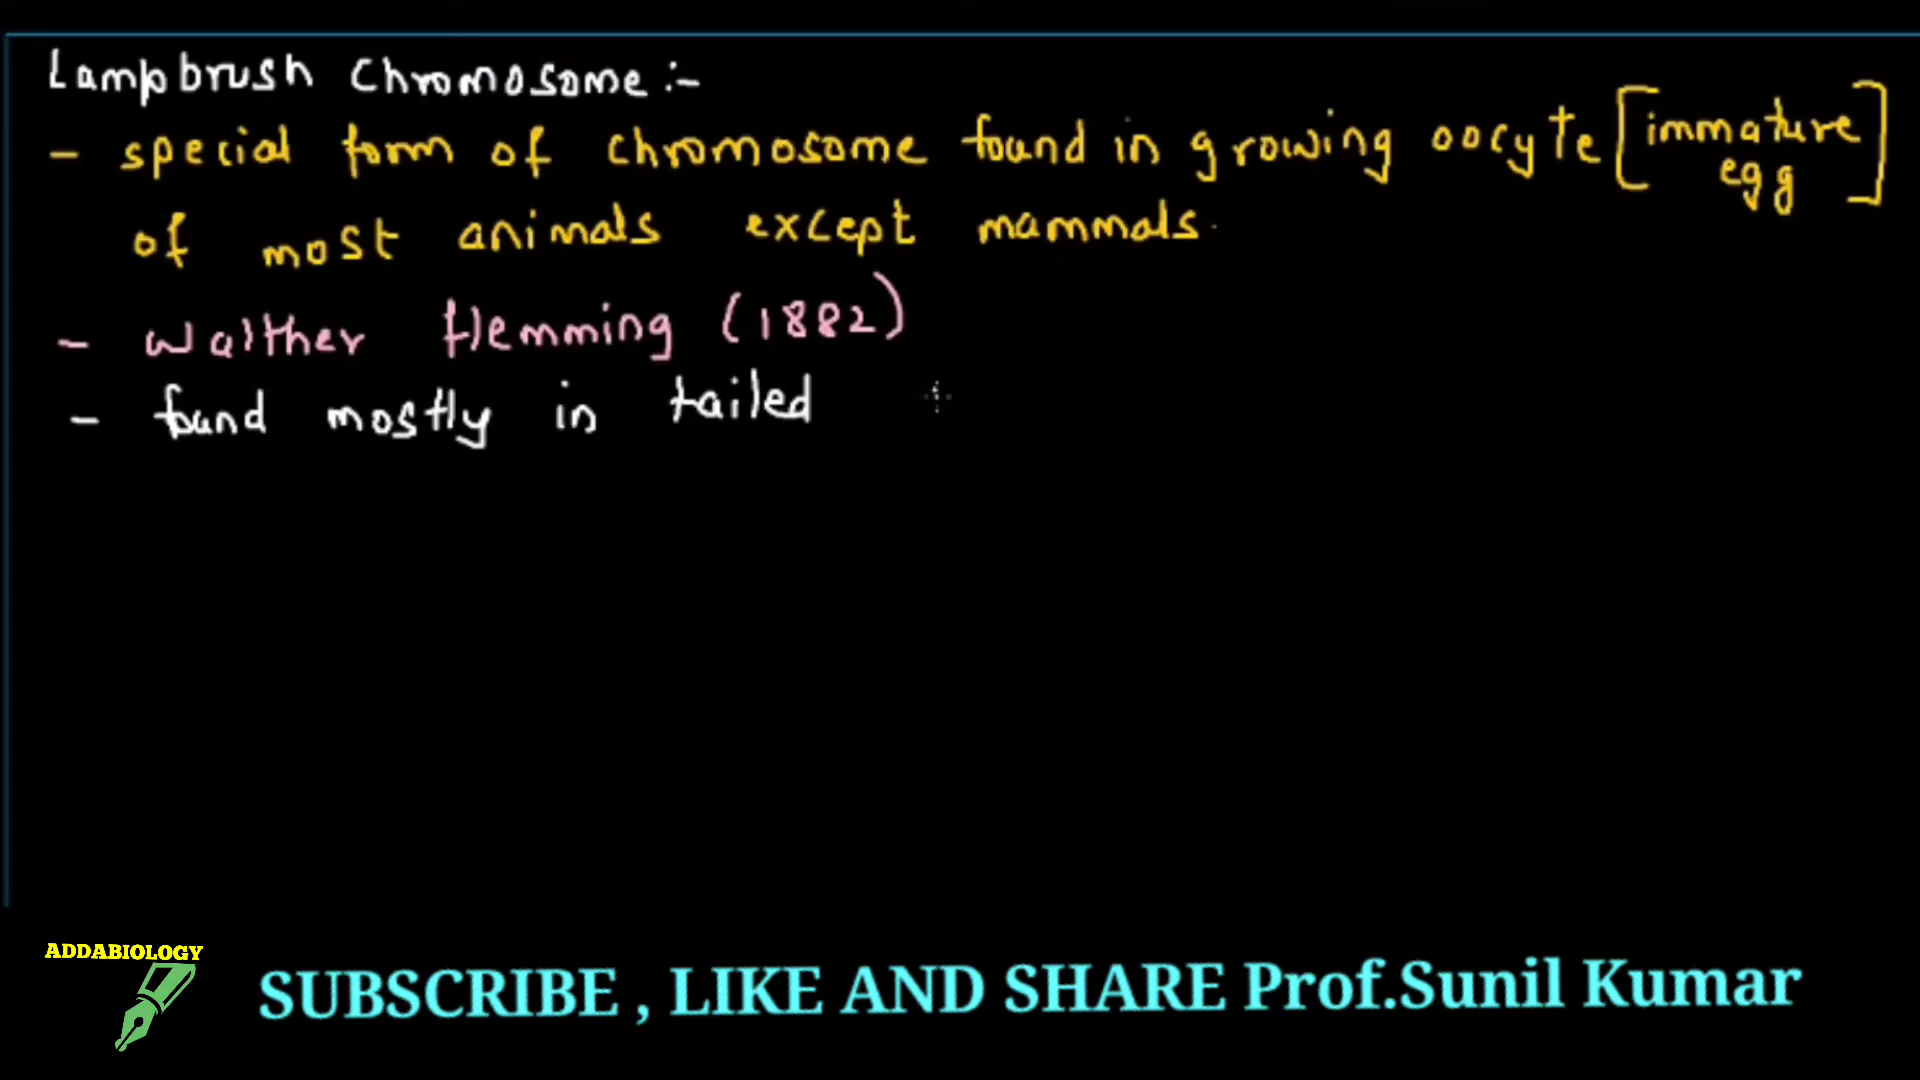 Lampbrush Chromosome :-
- special form of chromosome found in growing oocyte [immature egg]
of most animals except mammals.
- Walther flemming (1882)
- found mostly in tailed
ADDABIOLOGY
SUBSCRIBE , LIKE AND SHARE Prof.Sunil Kumar